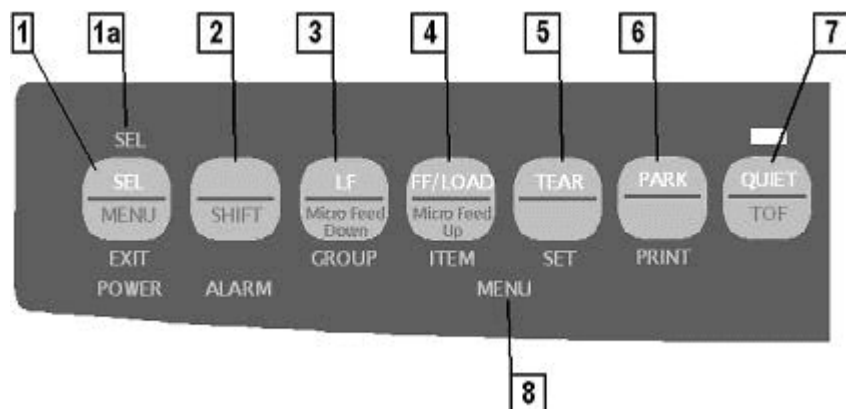 1 1a 2 3 4 5 6 7
SEL
SEL LF FF/LOAD TEAR PARK QUIET
MENU SHIFT Micro Feed Down Micro Feed Up TOF
EXIT GROUP ITEM SET PRINT
POWER ALARM MENU
8